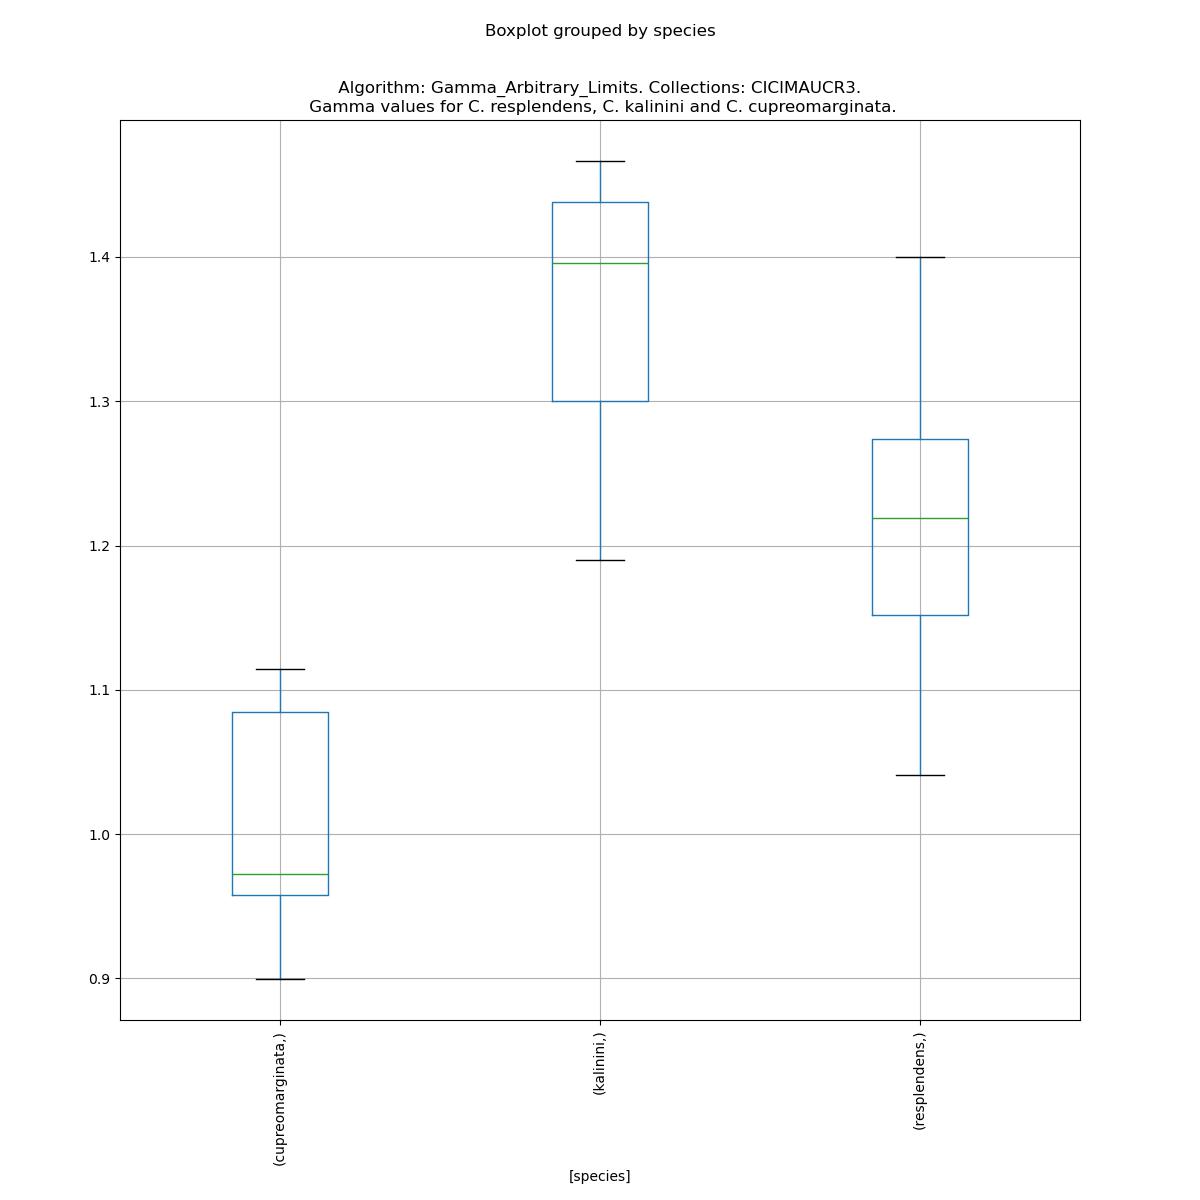 Boxplot grouped by species
Algorithm: Gamma_Arbitrary_Limits. Collections: CICIMAUCR3.
Gamma values for C. resplendens, C. kalinini and C. cupreomarginata.
1.4
1.3
1.2
1.1
1.0
0.9
(cupreomarginata,)
(kalinini,)
(resplendens,)
[species]